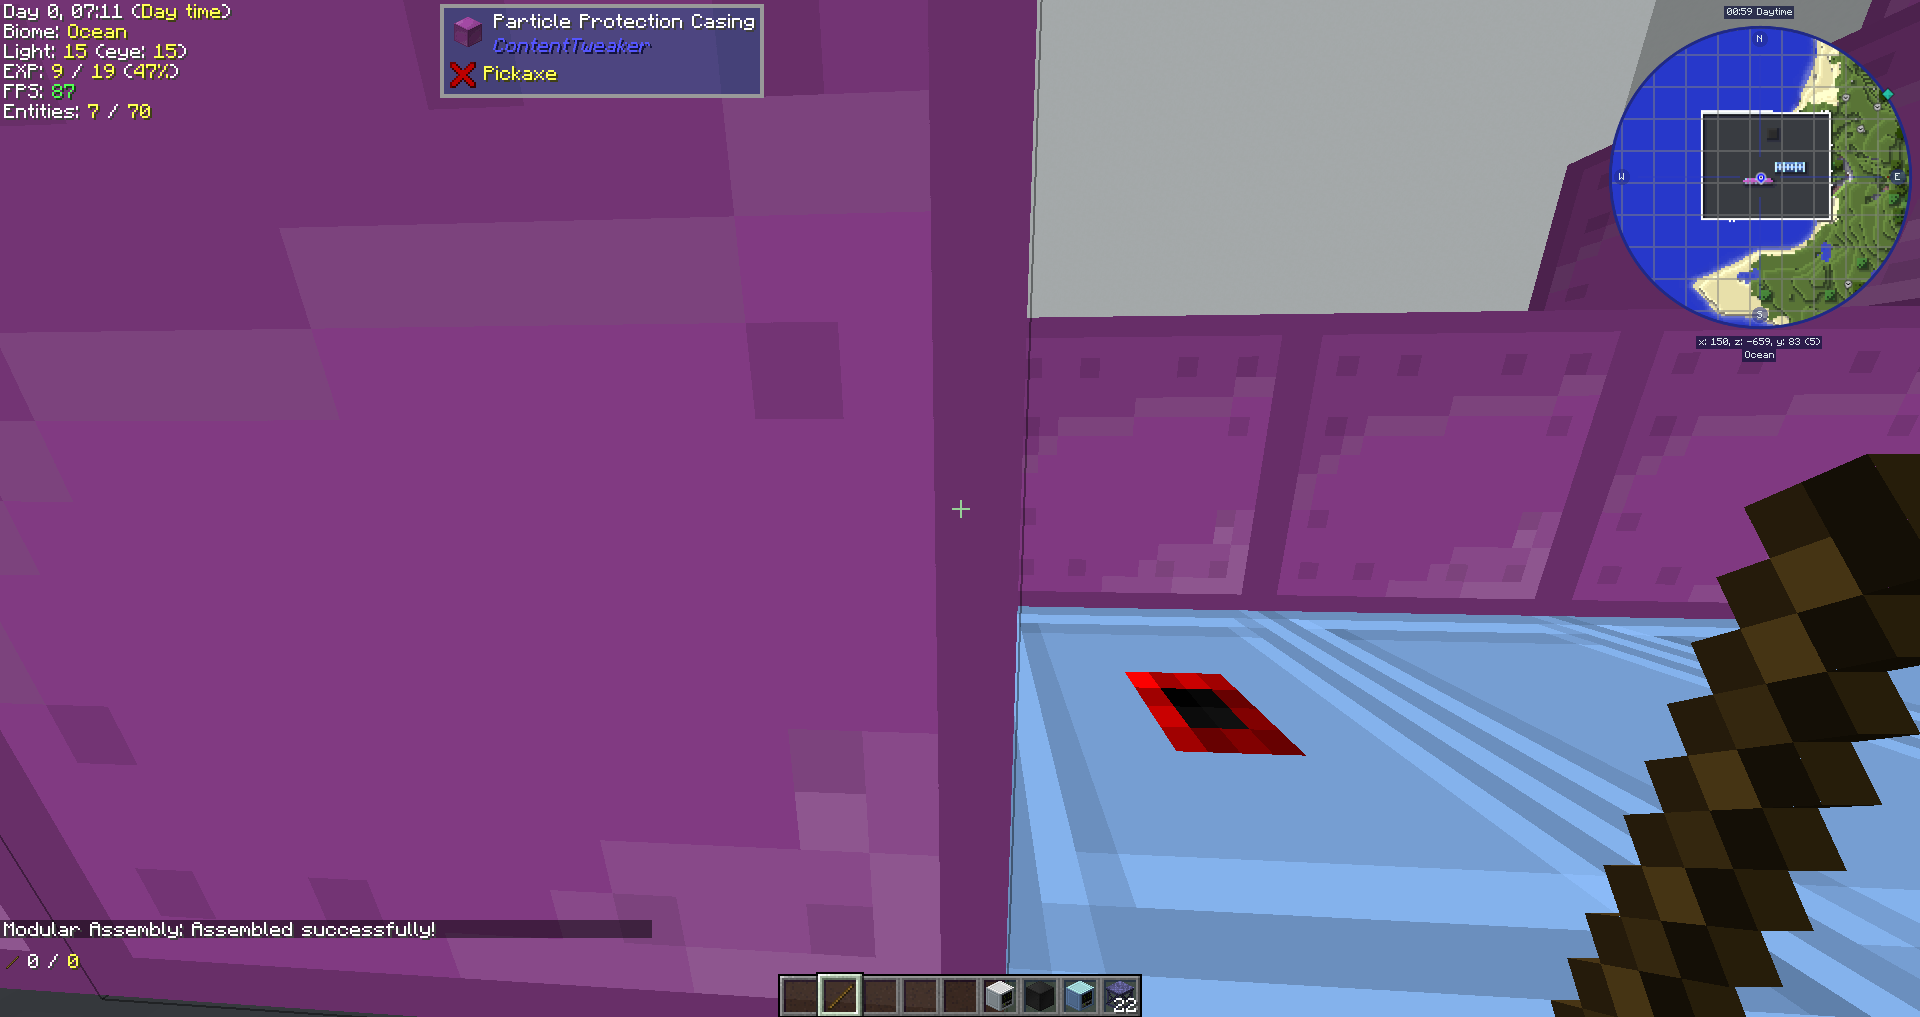 Day 0, 07:11 (Day time)
Biome: Ocean
Light: 15 (eye: 15)
EXP: 9 / 19 (47%)
FPS: 87
Entities: 7 / 70
Particle Protection Casing
ContentTweaker
Pickaxe
00:59 Daytime
N
W
E
S
x: 150, z: -659, y: 83 (5)
Ocean
Modular Assembly: Assembled successfully!
0 / 0
22